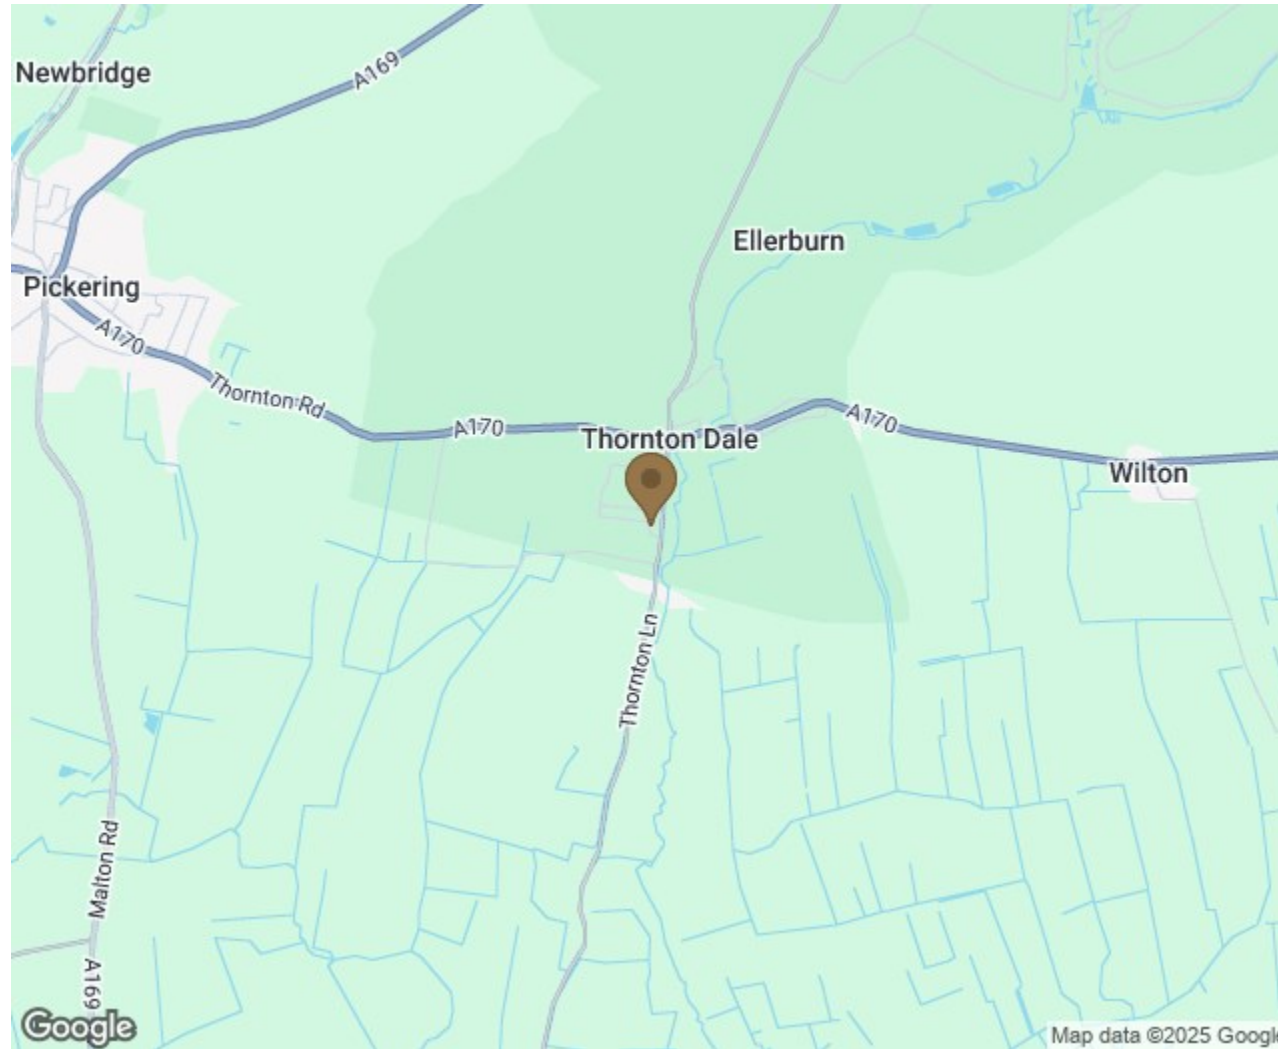 Newbridge
A169
Ellerburn
Pickering
A170
Thornton Rd
A170
A170
Thornton Dale
Wilton
Thornton Ln
Malton Rd
A169
Google
Map data ©2025 Google